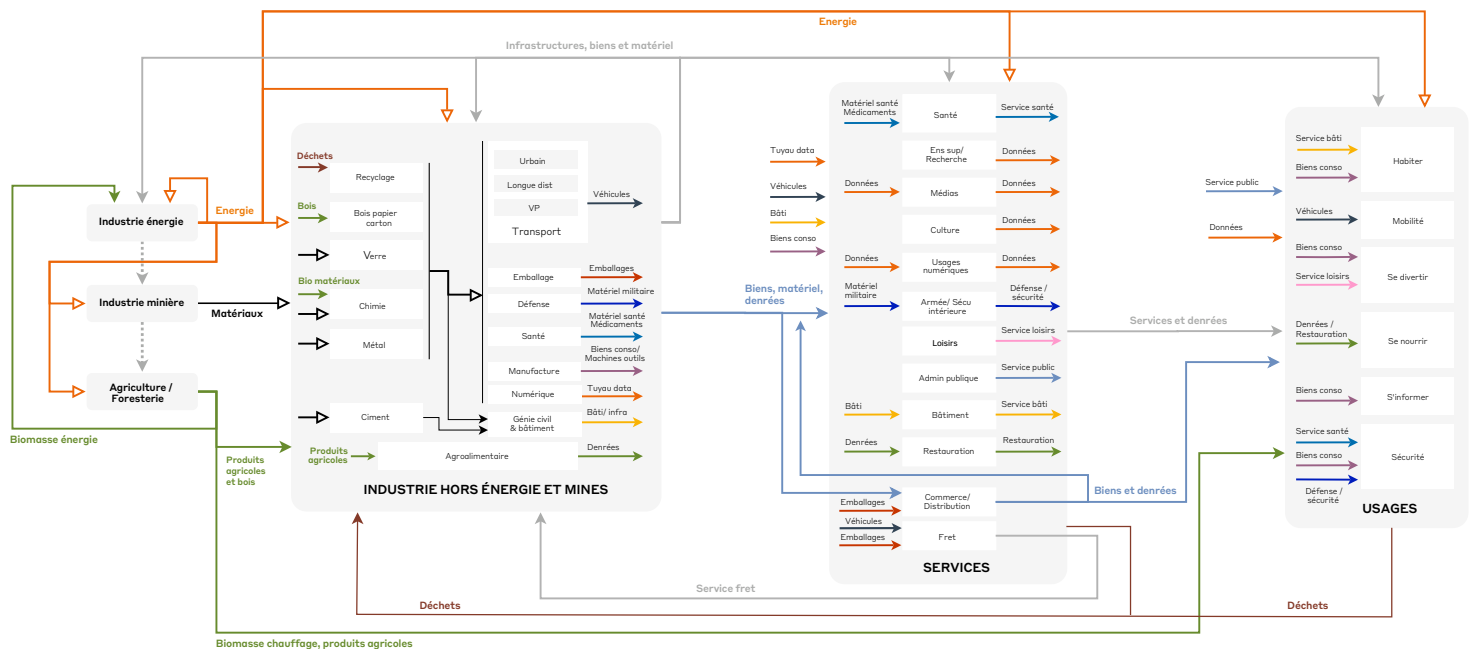 Energie
Infrastructures, biens et matériel
Industrie énergie
Energie
Industrie minière
Matériaux
Agriculture /
Foresterie
Biomasse énergie
Produits
agricoles
et bois
Déchets
Recyclage
Bois
Bois papier
carton
Verre
Bio matériaux
Chimie
Métal
Ciment
Produits
agricoles
Agroalimentaire
Denrées
Urbain
Longue dist
VP
Transport
Véhicules
Emballage
Emballages
Défense
Matériel militaire
Santé
Matériel santé
Médicaments
Manufacture
Biens conso/
Machines outils
Numérique
Tuyau data
Génie civil
& bâtiment
Bâti/ infra
INDUSTRIE HORS ÉNERGIE ET MINES
Biens, matériel,
denrées
Tuyau data
Véhicules
Bâti
Biens conso
Matériel santé
Médicaments
Santé
Service santé
Ens sup/
Recherche
Données
Données
Médias
Données
Culture
Données
Données
Usages
numériques
Données
Matériel
militaire
Armée/ Sécu
intérieure
Défense /
sécurité
Loisirs
Service loisirs
Admin publique
Service public
Bâti
Bâtiment
Service bâti
Denrées
Restauration
Restauration
Emballages
Commerce/
Distribution
Véhicules
Emballages
Fret
SERVICES
Services et denrées
Biens et denrées
Service public
Données
Service bâti
Biens conso
Habiter
Véhicules
Mobilité
Biens conso
Service loisirs
Se divertir
Denrées /
Restauration
Se nourrir
Biens conso
S'informer
Service santé
Biens conso
Sécurité
Défense /
sécurité
USAGES
Service fret
Déchets
Déchets
Biomasse chauffage, produits agricoles